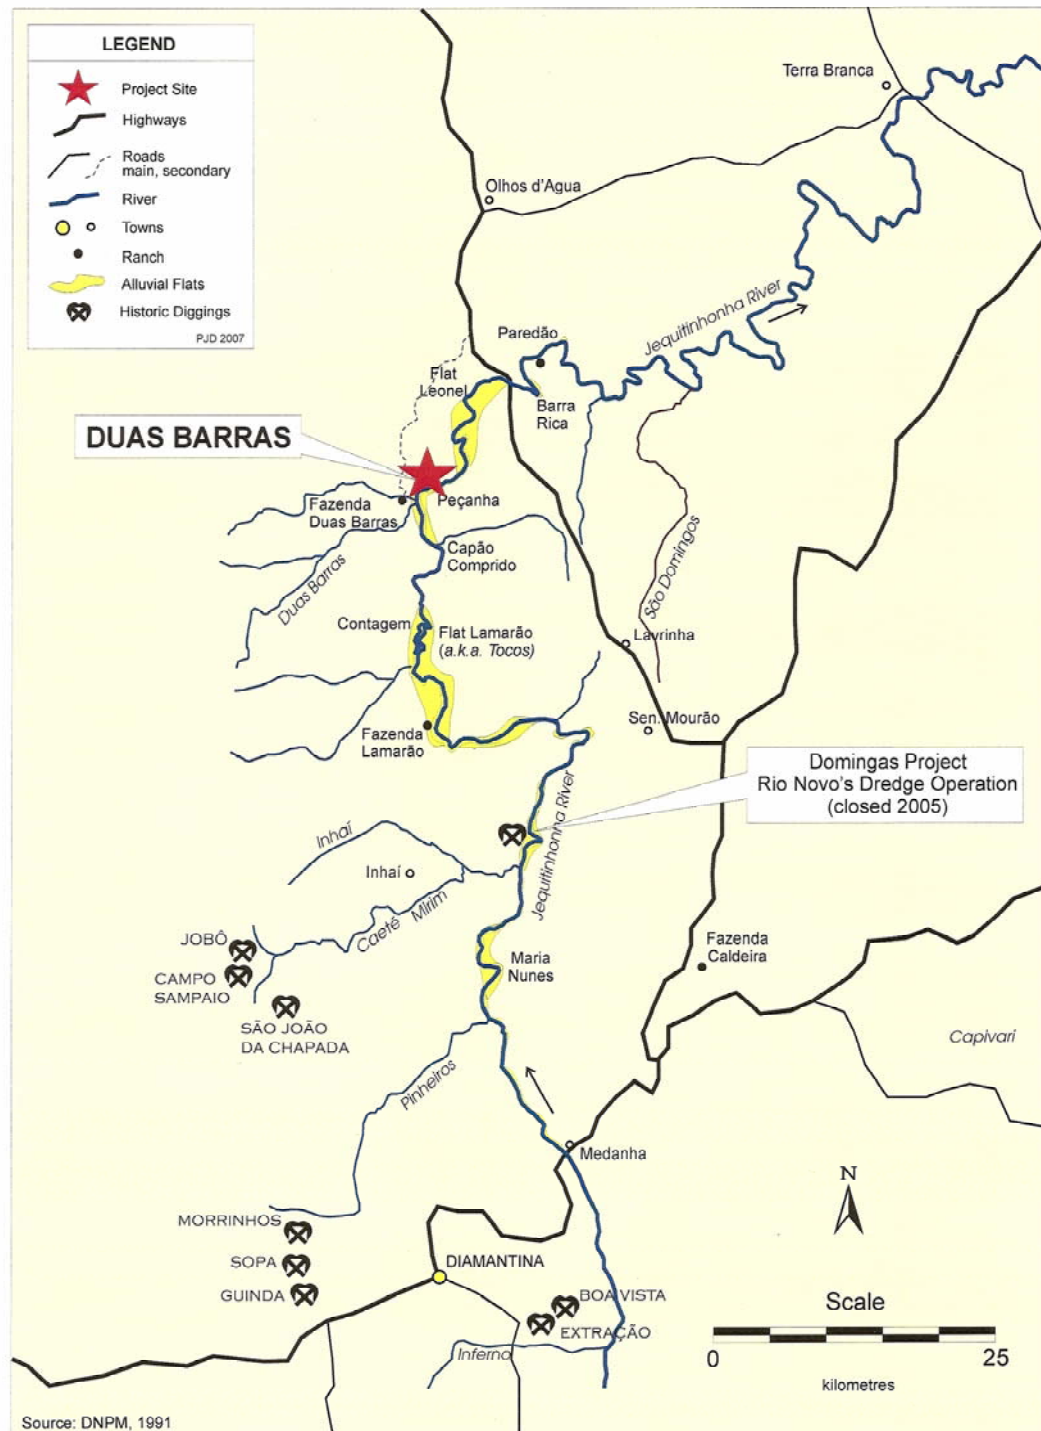 LEGEND
Project Site
Highways
Roads
main, secondary
River
Towns
Ranch
Alluvial Flats
Historic Diggings
PJD 2007
Terra Branca
Olhos d'Agua
Jequitinhonha River
Paredão
Flat
Leonel
Barra
Rica
DUAS BARRAS
Peçanha
Fazenda
Duas Barras
Capão
Comprido
Duas Barras
São Domingos
Contagem
Flat Lamarão
(a.k.a. Tocos)
Lavrinha
Sen. Mourão
Fazenda
Lamarão
Domingas Project
Rio Novo's Dredge Operation
(closed 2005)
Jequitinhonha River
Inhaí
Inhaí
Caeté Mirim
JOBÔ
CAMPO
SAMPAIO
SÃO JOÃO
DA CHAPADA
Maria
Nunes
Fazenda
Caldeira
Capivari
Pinheiros
Medanha
N
MORRINHOS
SOPA
GUINDA
DIAMANTINA
BOA VISTA
EXTRAÇÃO
Inferno
Scale
0 25
kilometres
Source: DNPM, 1991